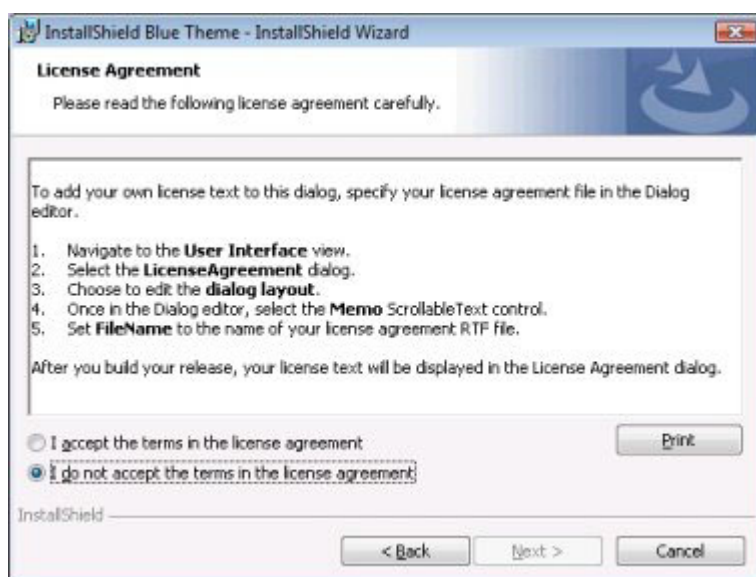 InstallShield Blue Theme - InstallShield Wizard
License Agreement
Please read the following license agreement carefully.
To add your own license text to this dialog, specify your license agreement file in the Dialog
editor.
1. Navigate to the User Interface view.
2. Select the LicenseAgreement dialog.
3. Choose to edit the dialog layout.
4. Once in the Dialog editor, select the Memo ScrollableText control.
5. Set FileName to the name of your license agreement RTF file.
After you build your release, your license text will be displayed in the License Agreement dialog.
I accept the terms in the license agreement
Print
I do not accept the terms in the license agreement
InstallShield
< Back
Next >
Cancel